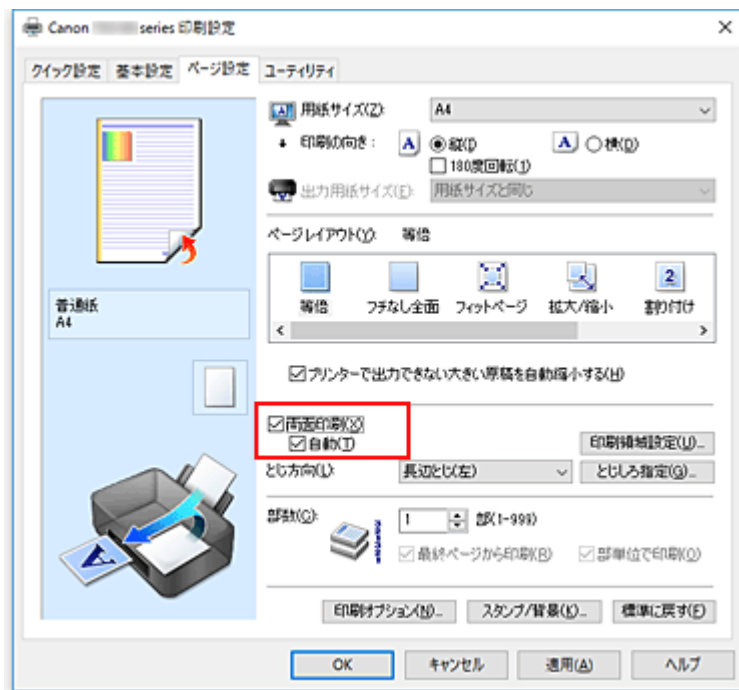 Canon series 印刷設定
クイック設定 基本設定 ページ設定 ユーティリティ
用紙サイズ(Z): A4
印刷の向き: A 縦(I) A 横(D)
180度回転(1)
出力用紙サイズ(E): 用紙サイズと同じ
ページレイアウト(Y): 等倍
等倍 フチなし全面 フィットページ 拡大/縮小 割り付け
普通紙
A4
プリンターで出力できない大きい原稿を自動縮小する(H)
両面印刷(X)
自動(T) 印刷領域設定(U)...
とじ方向(L): 長辺とじ(左) とじしろ指定(G)...
部数(C): 1 部(1-999)
最終ページから印刷(R) 部単位で印刷(O)
印刷オプション(N)... スタンプ/背景(K)... 標準に戻す(F)
OK キャンセル 適用(A) ヘルプ